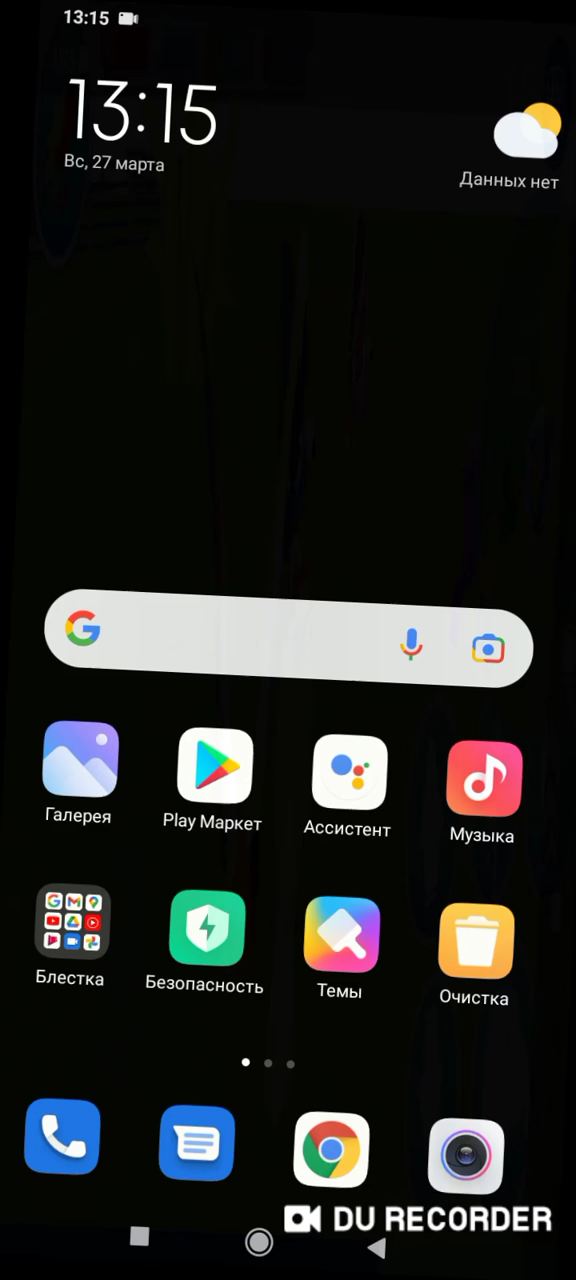 13:15
13:15
Вс, 27 марта
Данных нет
Галерея
Play Маркет
Ассистент
Музыка
Блестка
Безопасность
Темы
Очистка
DU RECORDER